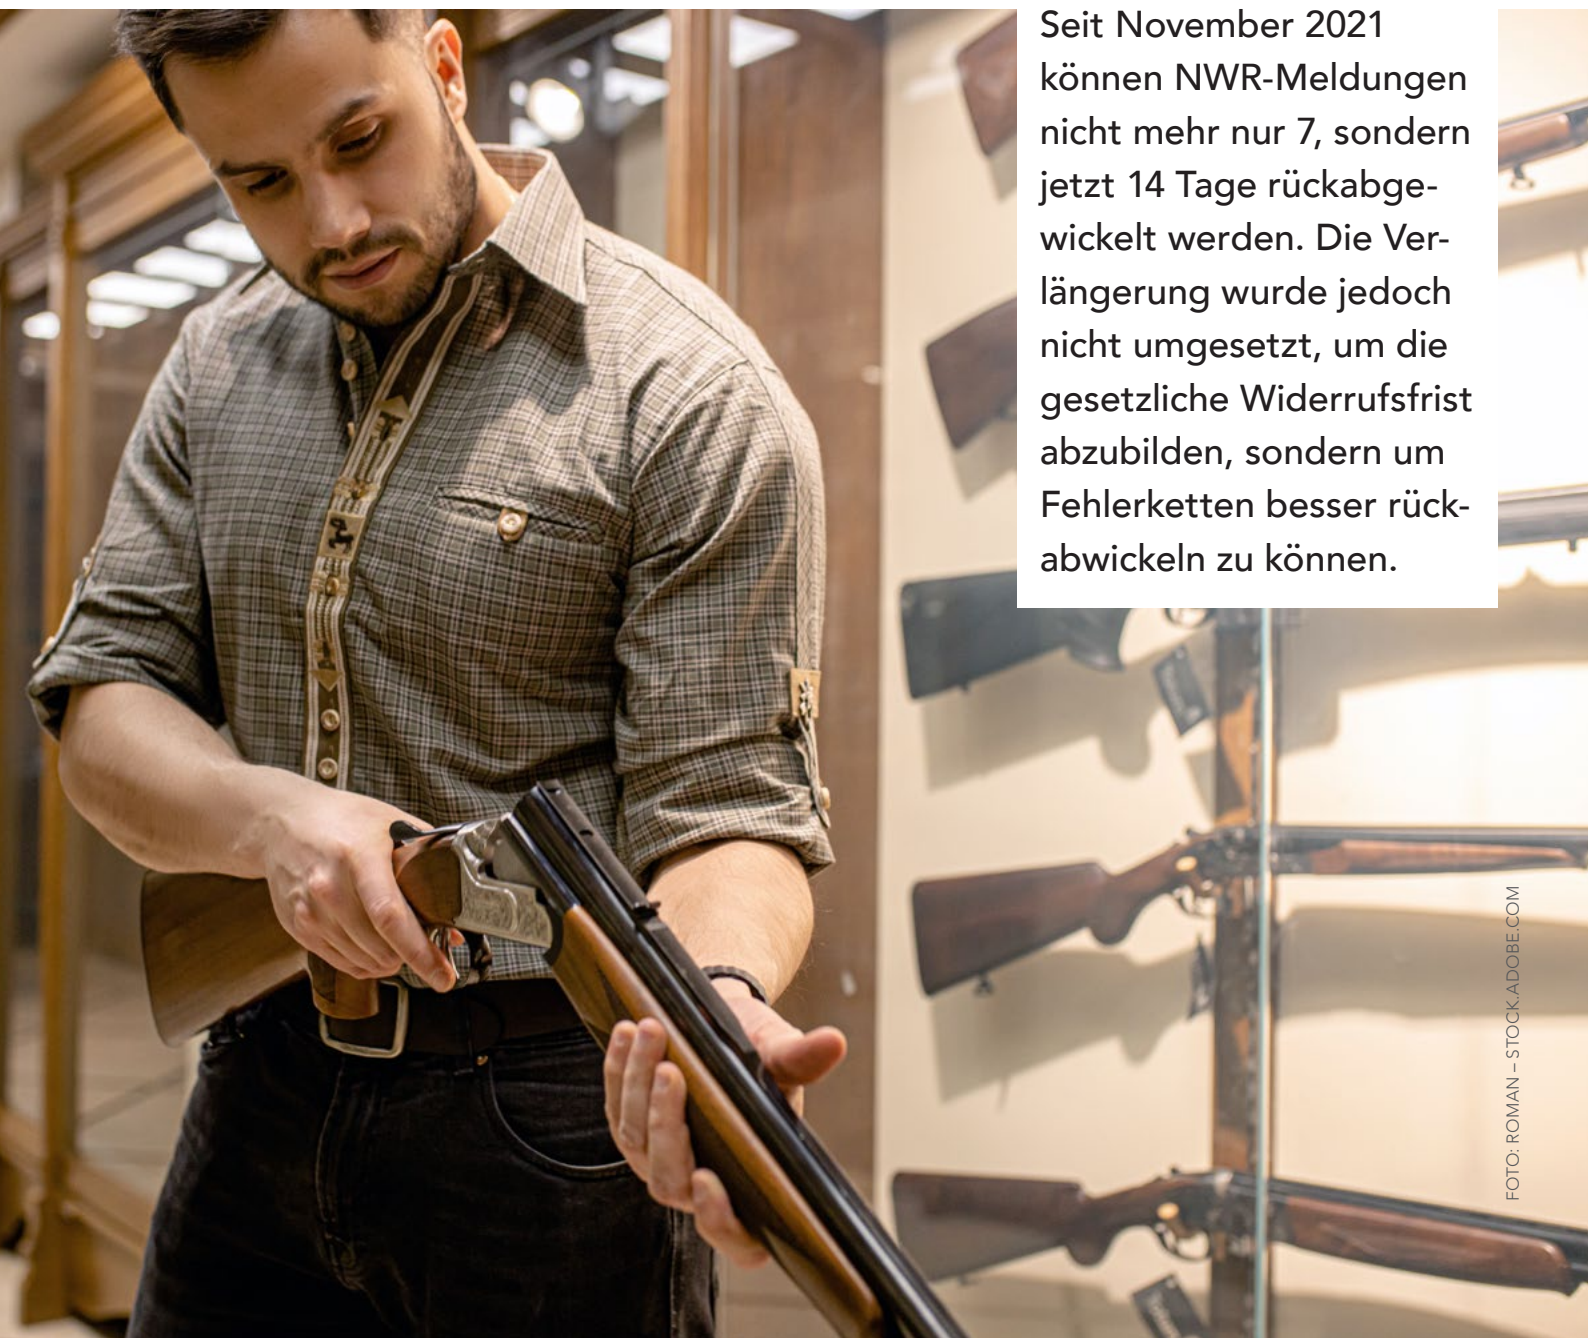 Seit November 2021
können NWR-Meldungen
nicht mehr nur 7, sondern
jetzt 14 Tage rückabge-
wickelt werden. Die Ver-
längerung wurde jedoch
nicht umgesetzt, um die
gesetzliche Widerrufsfrist
abzubilden, sondern um
Fehlerketten besser rück-
abwickeln zu können.
FOTO: ROMAN – STOCK.ADOBE.COM